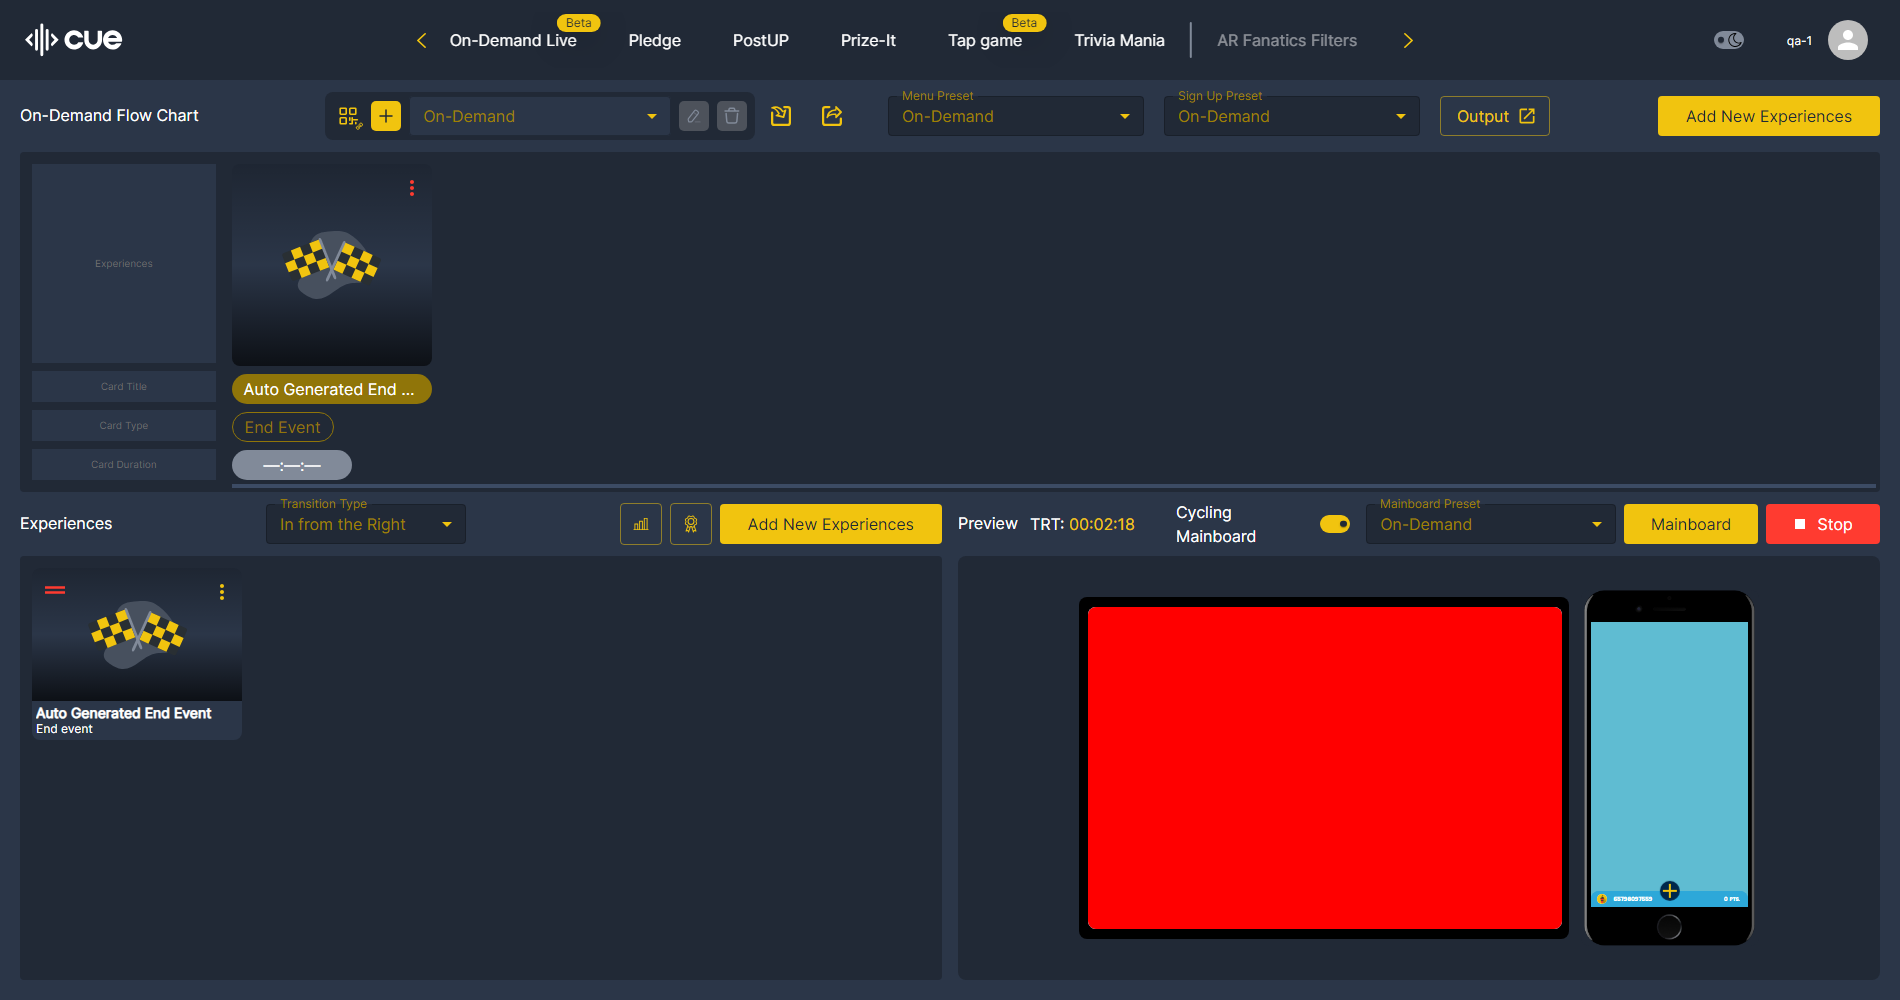 cue
Beta
Beta
On-Demand Live
Pledge
PostUP
Prize-It
Tap game
Trivia Mania
AR Fanatics Filters
qa-1
On-Demand Flow Chart
On-Demand
Menu Preset
On-Demand
Sign Up Preset
On-Demand
Output
Add New Experiences
Experiences
Card Title
Auto Generated End ...
Card Type
End Event
Card Duration
—:—:—
Experiences
Transition Type
In from the Right
Add New Experiences
Preview
TRT: 00:02:18
Cycling
Mainboard
Mainboard Preset
On-Demand
Mainboard
Stop
Auto Generated End Event
End event
0 PTS.